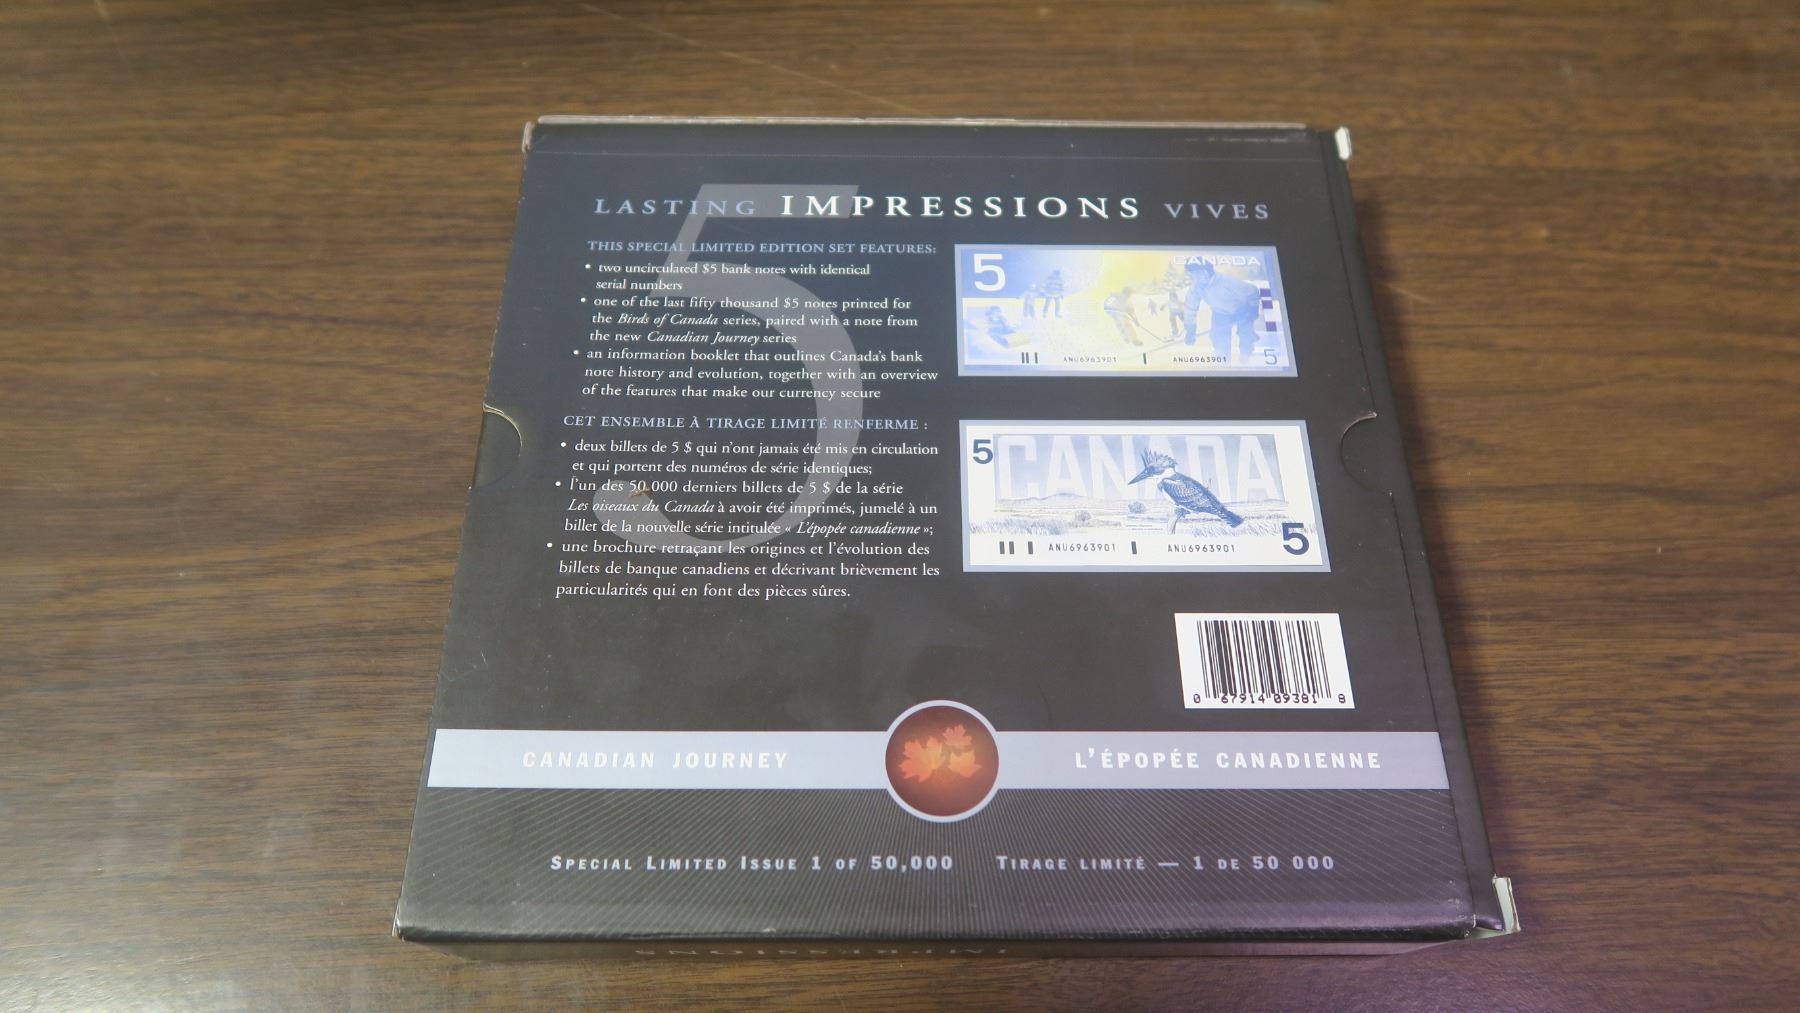 LASTING IMPRESSIONS VIVES
THIS SPECIAL LIMITED EDITION SET FEATURES:
• two uncirculated $5 bank notes with identical
serial numbers
• one of the last fifty thousand $5 notes printed for
the Birds of Canada series, paired with a note from
the new Canadian Journey series
• an information booklet that outlines Canada's bank
note history and evolution, together with an overview
of the features that make our currency secure
CET ENSEMBLE À TIRAGE LIMITÉ RENFERME :
• deux billets de 5 $ qui n'ont jamais été mis en circulation
et qui portent des numéros de série identiques;
• l'un des 50 000 derniers billets de 5 $ de la série
Les oiseaux du Canada à avoir été imprimés, jumelé à un
billet de la nouvelle série intitulée « L'épopée canadienne »;
• une brochure retraçant les origines et l'évolution des
billets de banque canadiens et décrivant brièvement les
particularités qui en font des pièces sûres.
5
5 CANADA
ANU6963901 ANU6963901 5
5 CANADA
ANU6963901 ANU6963901 5
0 67914 09381 8
CANADIAN JOURNEY L'ÉPOPÉE CANADIENNE
SPECIAL LIMITED ISSUE 1 OF 50,000 TIRAGE LIMITÉ — 1 DE 50 000
IMPRESSIONS